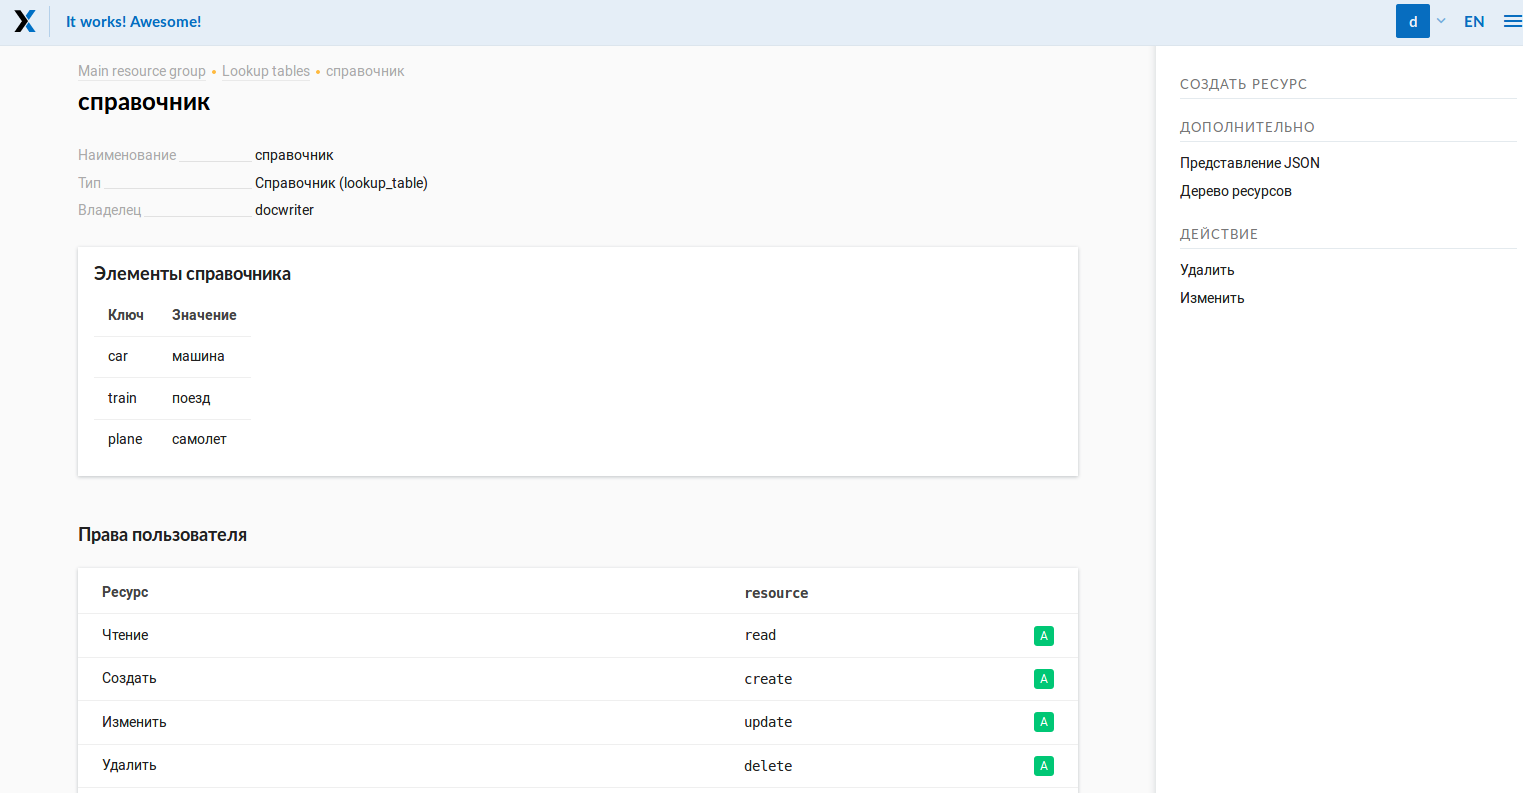 It works! Awesome!
d
EN
Main resource group • Lookup tables • справочник
справочник
Наименование справочник
Тип Справочник (lookup_table)
Владелец docwriter
Элементы справочника
Ключ Значение
car машина
train поезд
plane самолет
Права пользователя
Ресурс resource
Чтение read A
Создать create A
Изменить update A
Удалить delete A
СОЗДАТЬ РЕСУРС
ДОПОЛНИТЕЛЬНО
Представление JSON
Дерево ресурсов
ДЕЙСТВИЕ
Удалить
Изменить